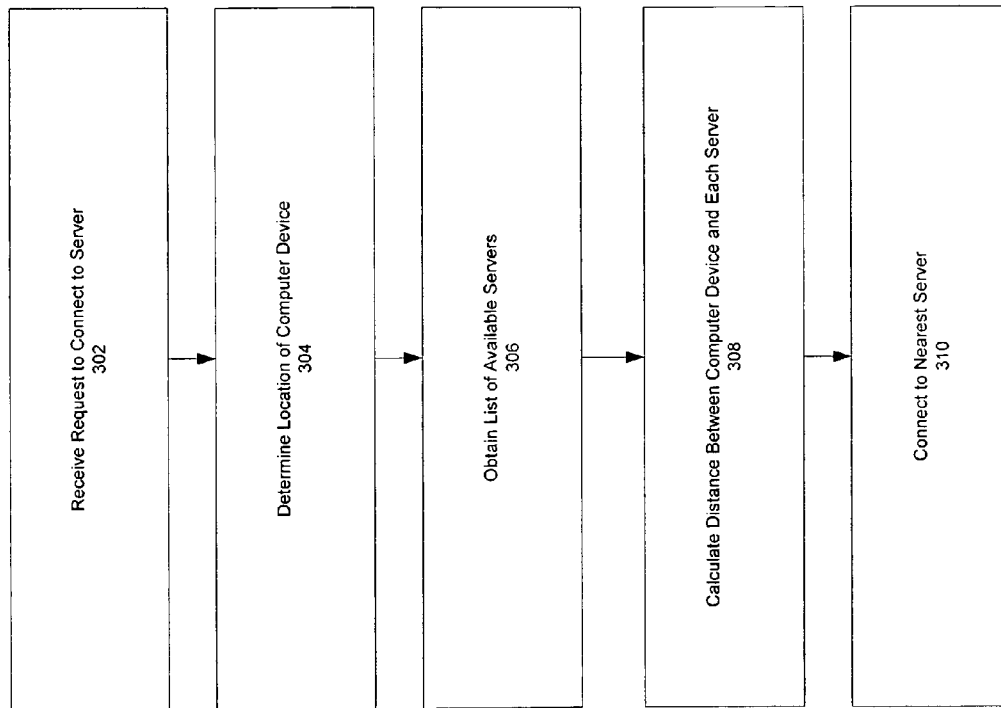 Receive Request to Connect to Server
302
Determine Location of Computer Device
304
Obtain List of Available Servers
306
Calculate Distance Between Computer Device and Each Server
308
Connect to Nearest Server
310